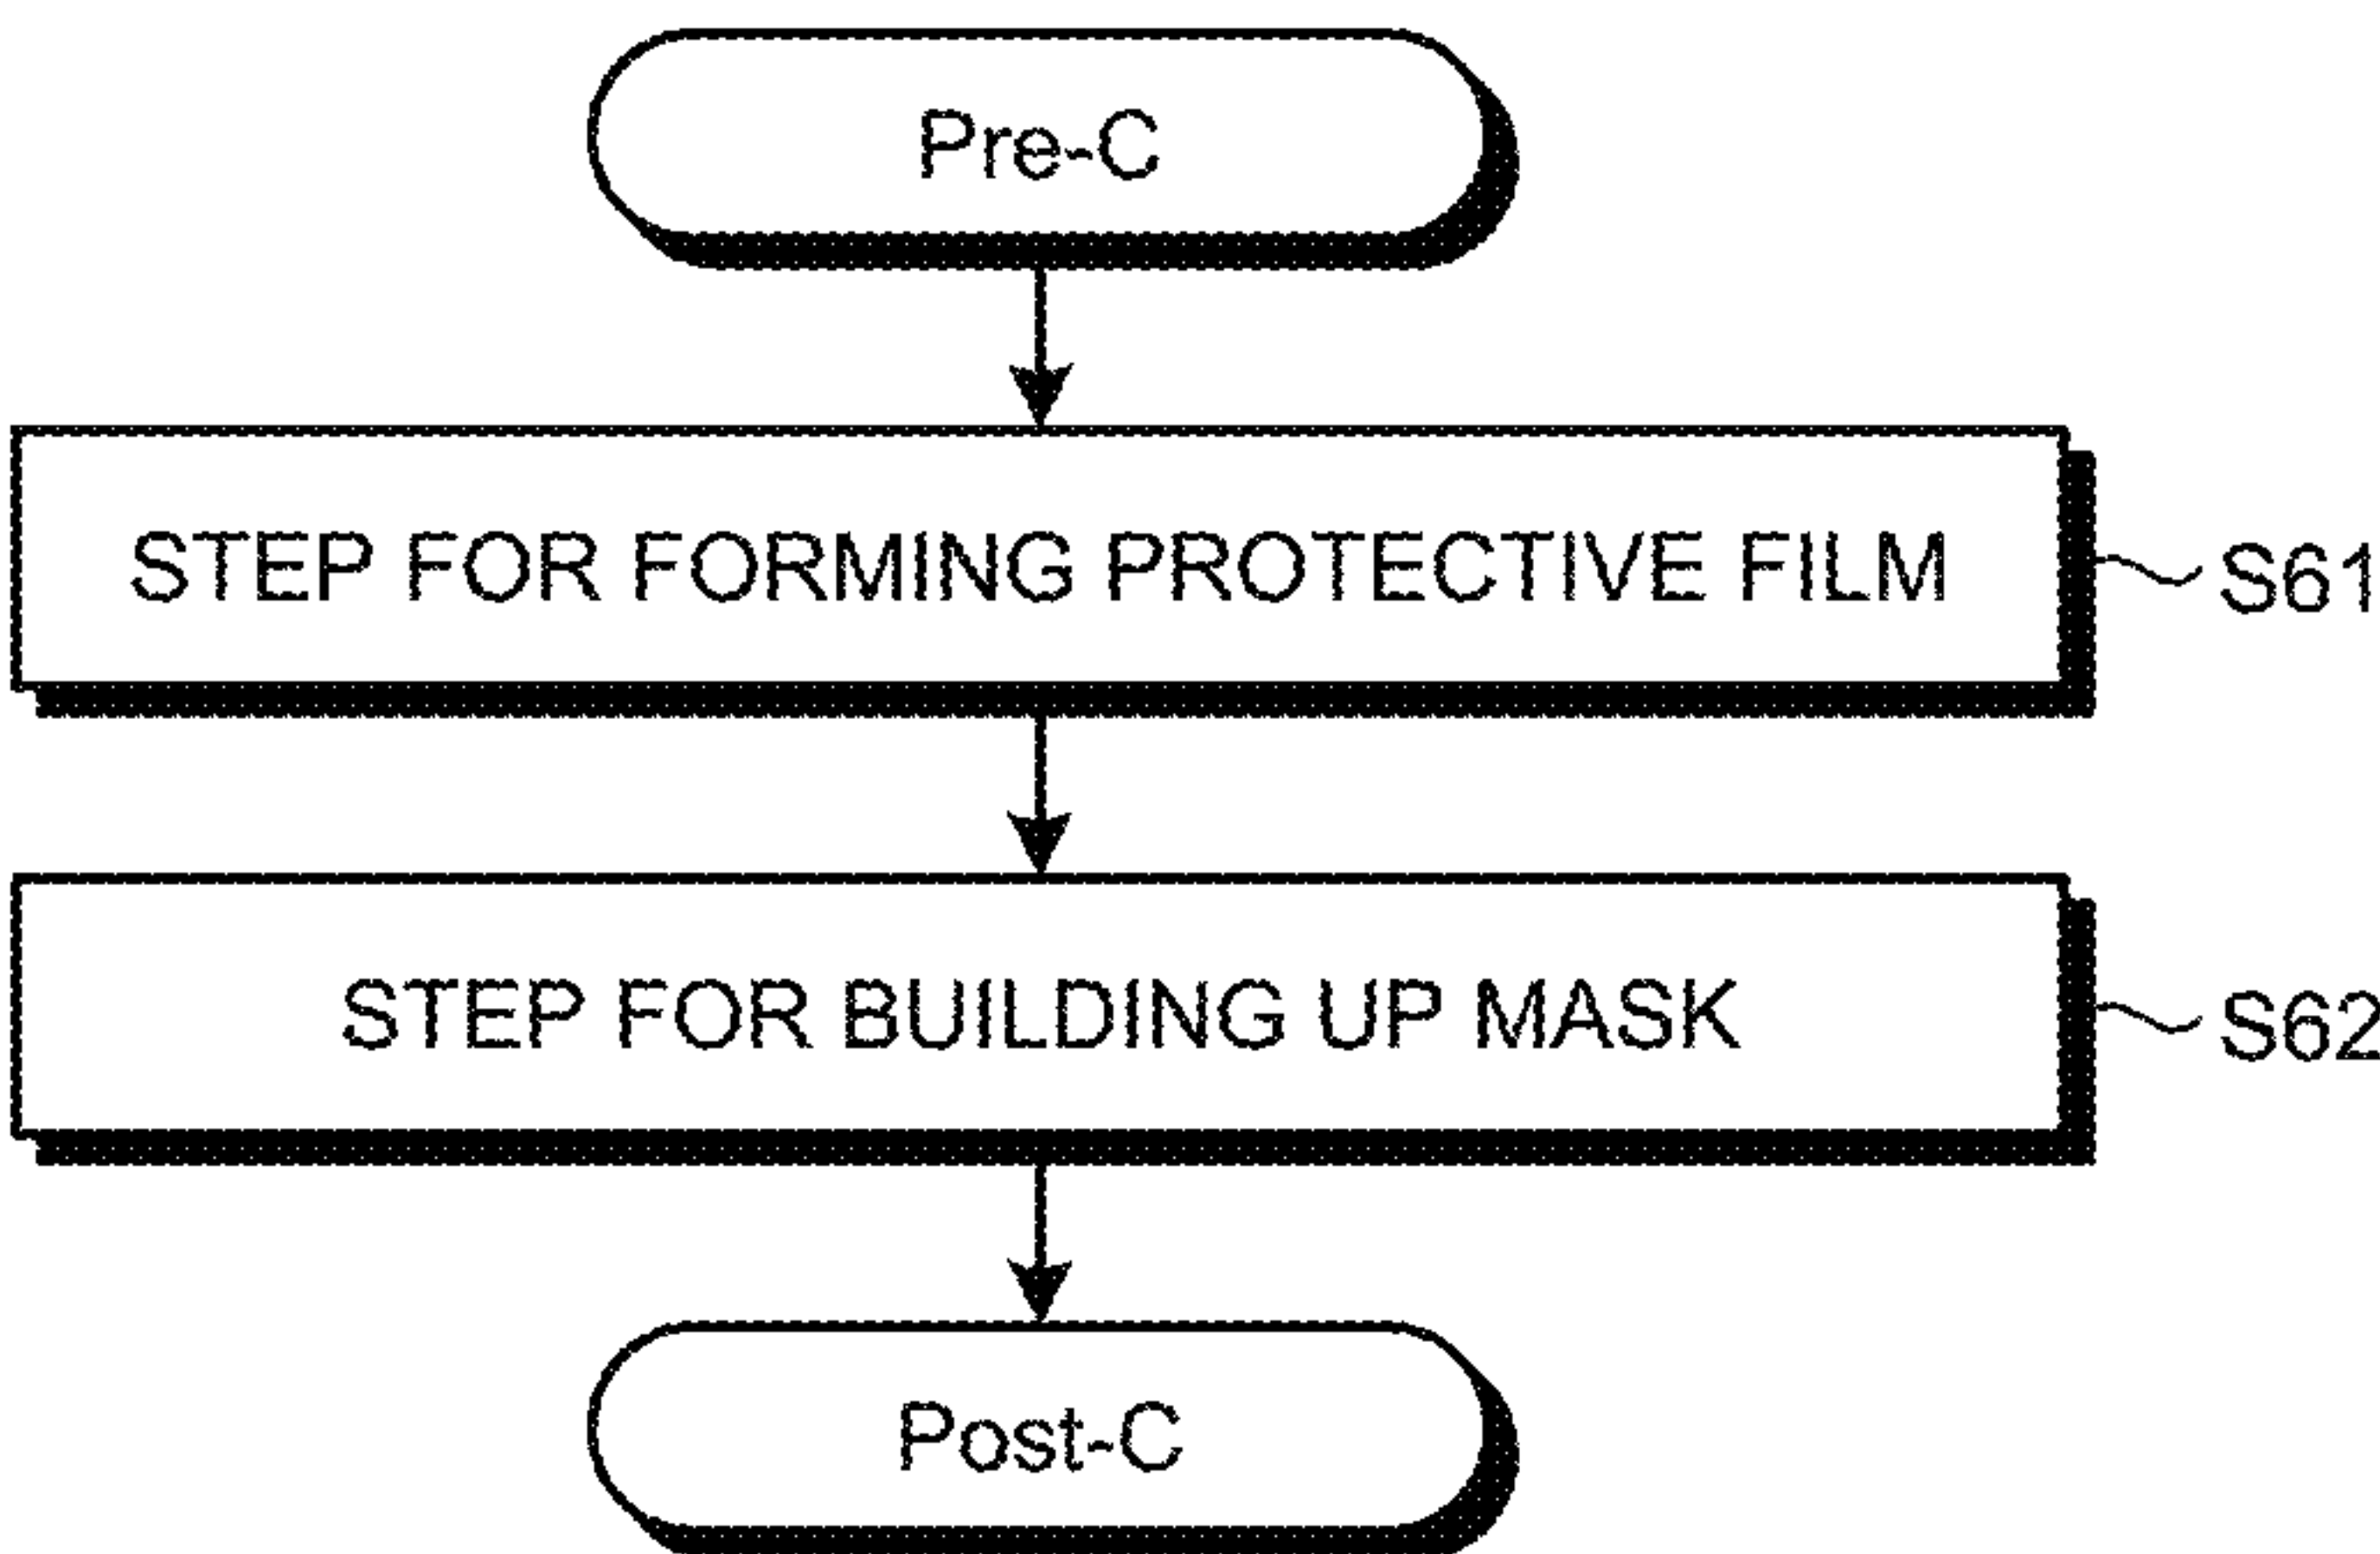 Pre-C
STEP FOR FORMING PROTECTIVE FILM
S61
STEP FOR BUILDING UP MASK
S62
Post-C